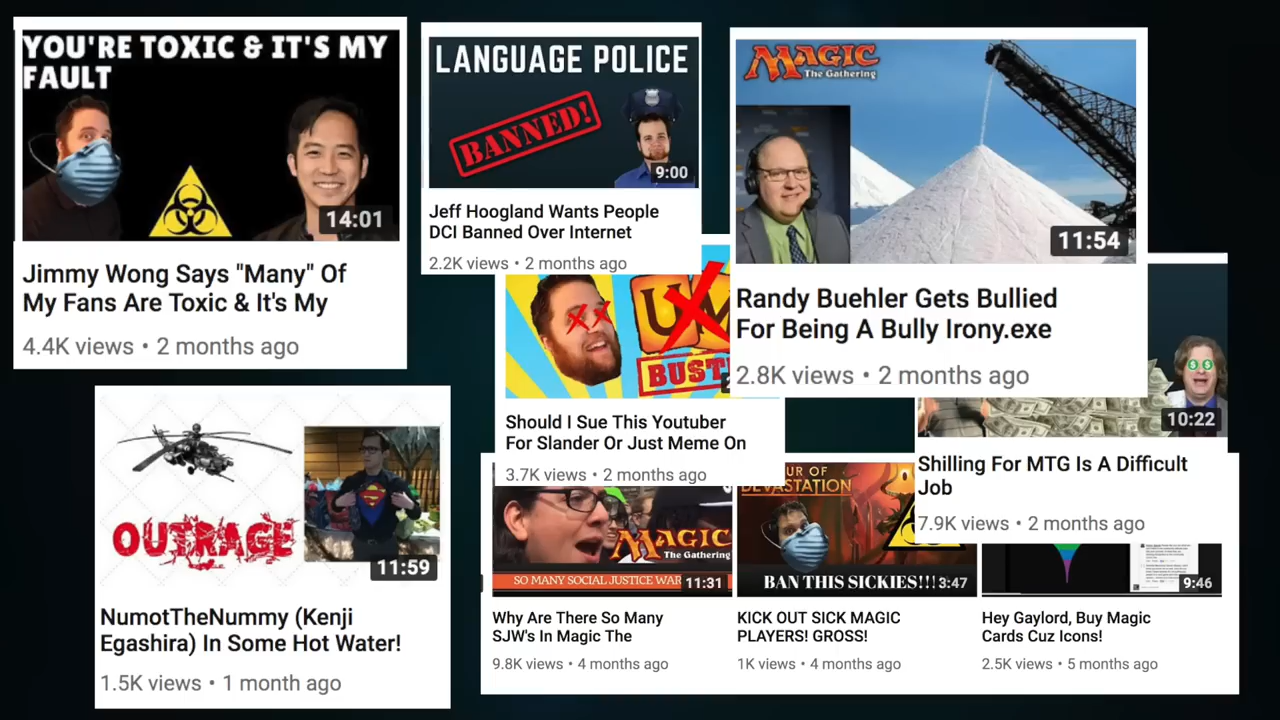 YOU'RE TOXIC & IT'S MY
FAULT
14:01
Jimmy Wong Says "Many" Of
My Fans Are Toxic & It's My
4.4K views • 2 months ago
LANGUAGE POLICE
BANNED!
9:00
Jeff Hoogland Wants People
DCI Banned Over Internet
2.2K views • 2 months ago
MAGIC
The Gathering
11:54
Randy Buehler Gets Bullied
For Being A Bully Irony.exe
2.8K views • 2 months ago
BUST
Should I Sue This Youtuber
For Slander Or Just Meme On
3.7K views • 2 months ago
10:22
Shilling For MTG Is A Difficult
Job
7.9K views • 2 months ago
OUTRAGE
11:59
NumotTheNummy (Kenji
Egashira) In Some Hot Water!
1.5K views • 1 month ago
MAGIC
The Gathering
SO MANY SOCIAL JUSTICE WAR
11:31
Why Are There So Many
SJW's In Magic The
9.8K views • 4 months ago
UR OF
DEVASTATION
BAN THIS SICKIES!!!
3:47
KICK OUT SICK MAGIC
PLAYERS! GROSS!
1K views • 4 months ago
9:46
Hey Gaylord, Buy Magic
Cards Cuz Icons!
2.5K views • 5 months ago